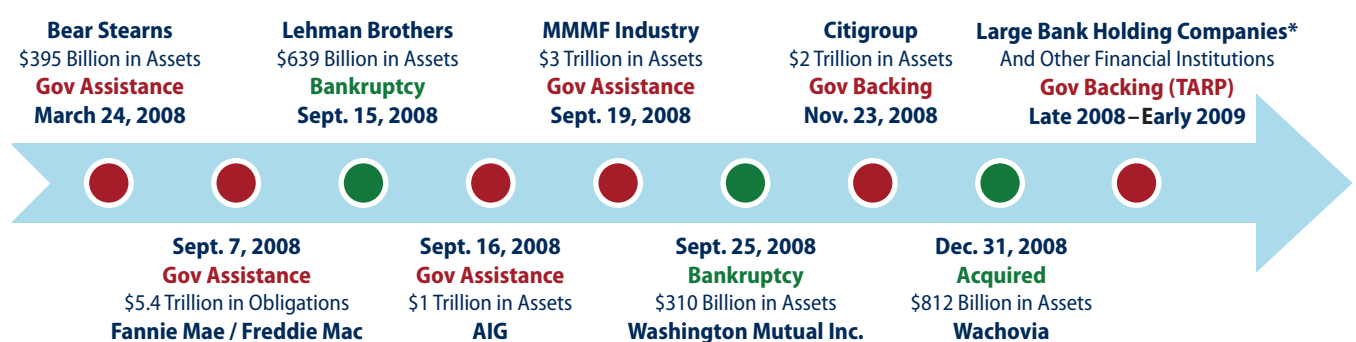 Bear Stearns
$395 Billion in Assets
Gov Assistance
March 24, 2008
Lehman Brothers
$639 Billion in Assets
Bankruptcy
Sept. 15, 2008
MMMF Industry
$3 Trillion in Assets
Gov Assistance
Sept. 19, 2008
Citigroup
$2 Trillion in Assets
Gov Backing
Nov. 23, 2008
Large Bank Holding Companies*
And Other Financial Institutions
Gov Backing (TARP)
Late 2008–Early 2009
Sept. 7, 2008
Gov Assistance
$5.4 Trillion in Obligations
Fannie Mae / Freddie Mac
Sept. 16, 2008
Gov Assistance
$1 Trillion in Assets
AIG
Sept. 25, 2008
Bankruptcy
$310 Billion in Assets
Washington Mutual Inc.
Dec. 31, 2008
Acquired
$812 Billion in Assets
Wachovia